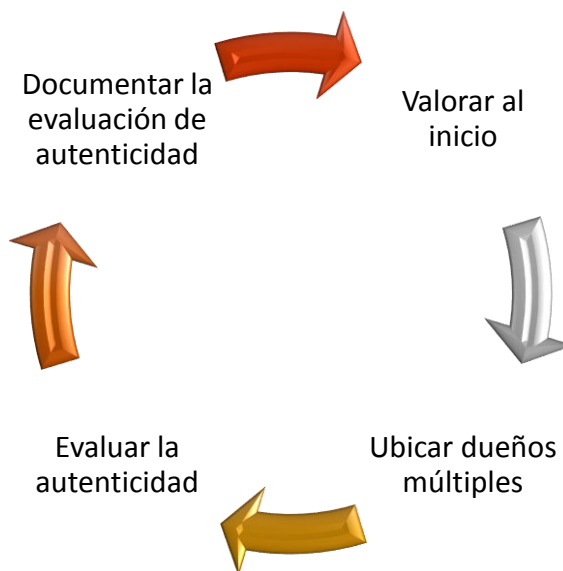 Documentar la
evaluación de
autenticidad
Valorar al
inicio
Ubicar dueños
múltiples
Evaluar la
autenticidad